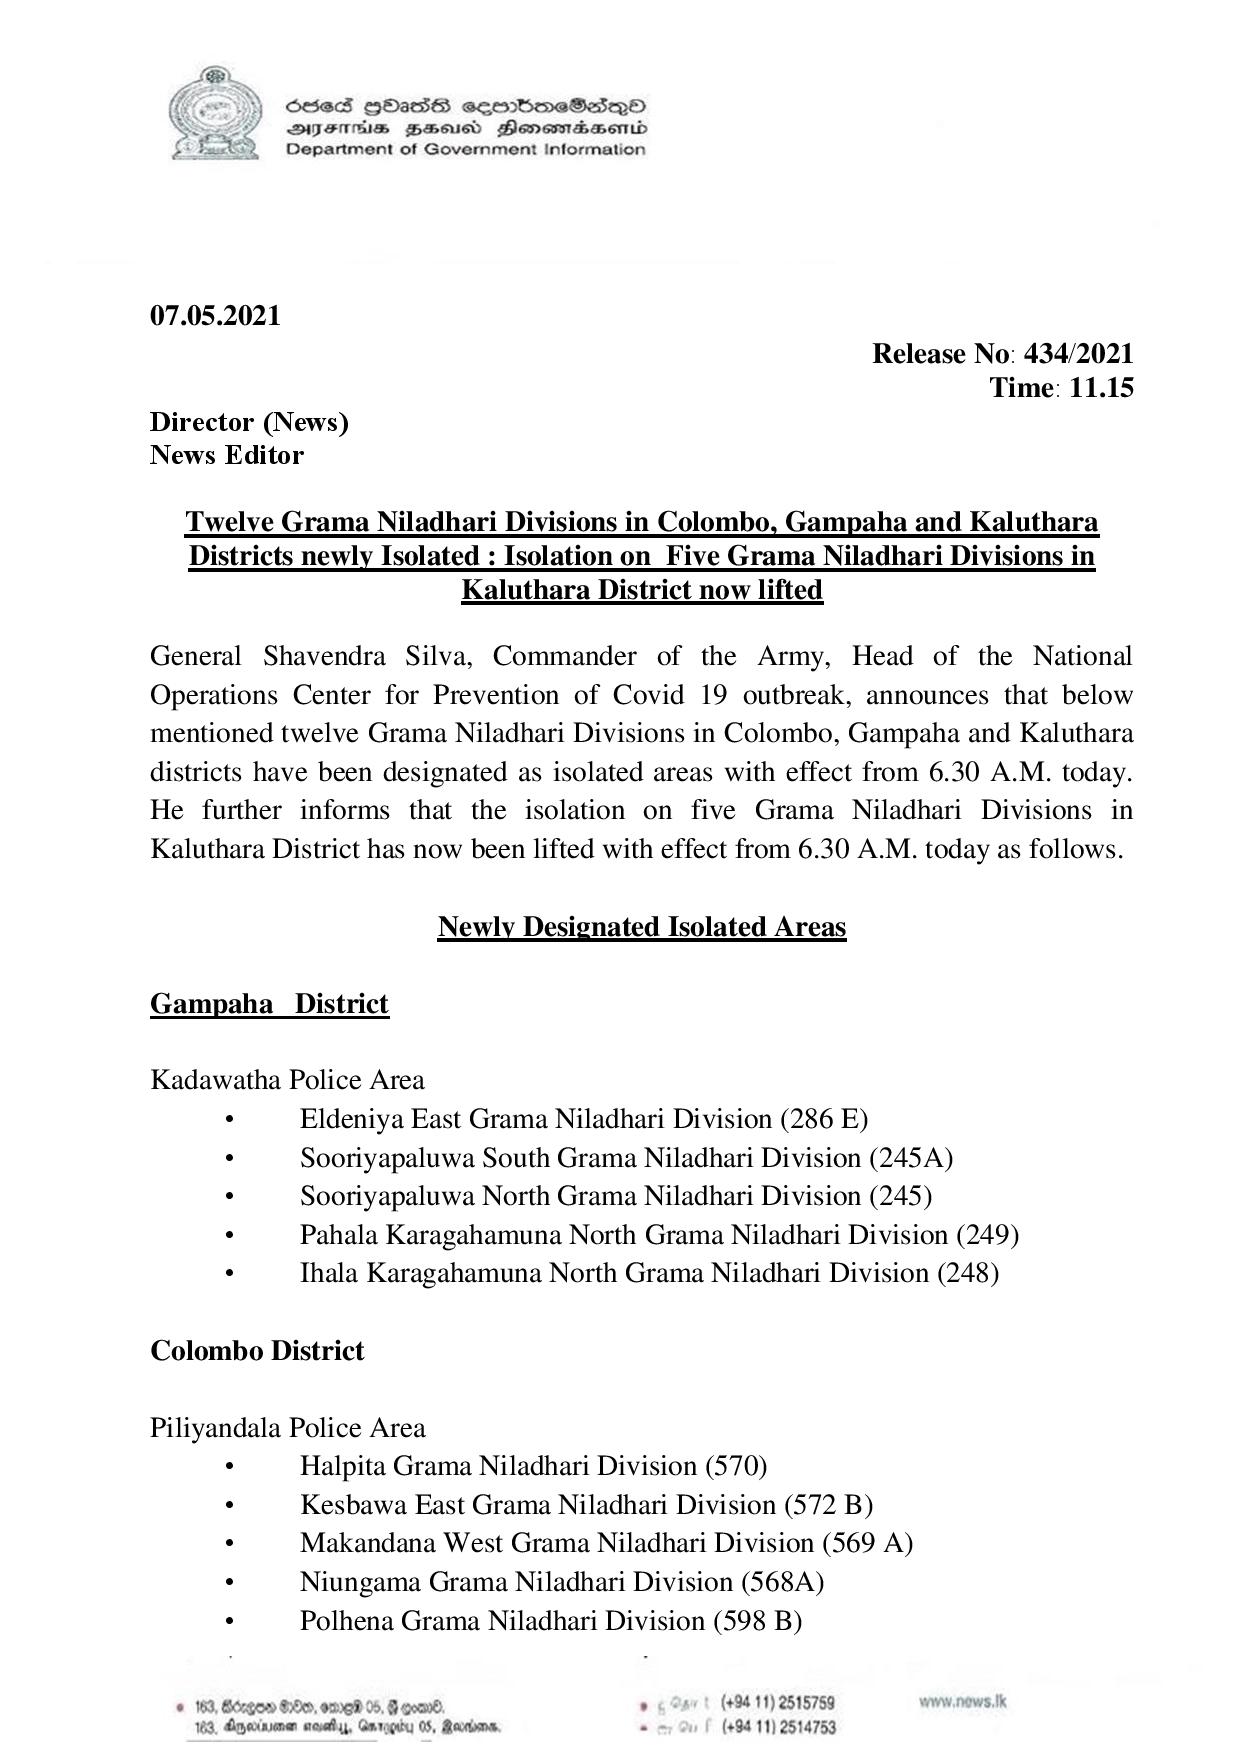 රජයේ ප්‍රවෘත්ති දෙපාර්තමේන්තුව
அரசாங்க தகவல் திணைக்களம்
Department of Government Information
07.05.2021
Release No: 434/2021
Time: 11.15
Director (News)
News Editor
Twelve Grama Niladhari Divisions in Colombo, Gampaha and Kaluthara
Districts newly Isolated : Isolation on Five Grama Niladhari Divisions in
Kaluthara District now lifted
General Shavendra Silva, Commander of the Army, Head of the National
Operations Center for Prevention of Covid 19 outbreak, announces that below
mentioned twelve Grama Niladhari Divisions in Colombo, Gampaha and Kaluthara
districts have been designated as isolated areas with effect from 6.30 A.M. today.
He further informs that the isolation on five Grama Niladhari Divisions in
Kaluthara District has now been lifted with effect from 6.30 A.M. today as follows.
Newly Designated Isolated Areas
Gampaha District
Kadawatha Police Area
• Eldeniya East Grama Niladhari Division (286 E)
• Sooriyapaluwa South Grama Niladhari Division (245A)
• Sooriyapaluwa North Grama Niladhari Division (245)
• Pahala Karagahamuna North Grama Niladhari Division (249)
• Ihala Karagahamuna North Grama Niladhari Division (248)
Colombo District
Piliyandala Police Area
• Halpita Grama Niladhari Division (570)
• Kesbawa East Grama Niladhari Division (572 B)
• Makandana West Grama Niladhari Division (569 A)
• Niungama Grama Niladhari Division (568A)
• Polhena Grama Niladhari Division (598 B)
• 163, කිරුළපන මාවත, කොළඹ 05, ශ්‍රී ලංකාව.
163, கிருலப்பனை எவனியூ, கொழும்பு 05, இலங்கை.
(+94 11) 2515759
(+94 11) 2514753
www.news.lk